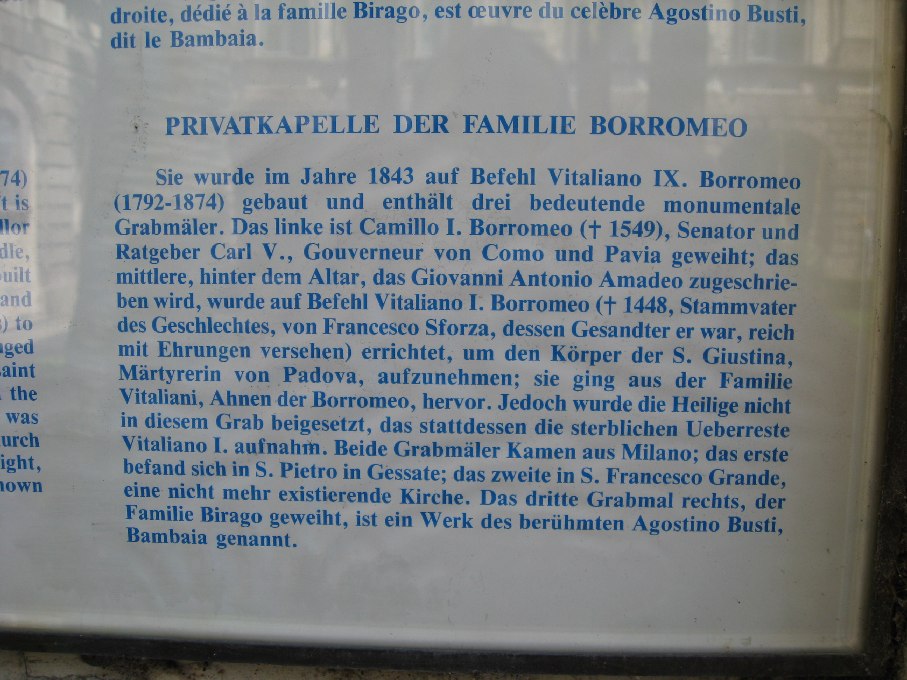 droite, dédié à la famille Birago, est œuvre du celèbre Agostino Busti,
dit le Bambaia.
PRIVATKAPELLE DER FAMILIE BORROMEO
Sie wurde im Jahre 1843 auf Befehl Vitaliano IX. Borromeo
(1792-1874) gebaut und enthält drei bedeutende monumentale
Grabmäler. Das linke ist Camillo I. Borromeo († 1549), Senator und
Ratgeber Carl V., Gouverneur von Como und Pavia geweiht; das
mittlere, hinter dem Altar, das Giovanni Antonio Amadeo zugeschrie-
ben wird, wurde auf Befehl Vitaliano I. Borromeo († 1448, Stammvater
des Geschlechtes, von Francesco Sforza, dessen Gesandter er war, reich
mit Ehrungen versehen) errichtet, um den Körper der S. Giustina,
Märtyrerin von Padova, aufzunehmen; sie ging aus der Familie
Vitaliani, Ahnen der Borromeo, hervor. Jedoch wurde die Heilige nicht
in diesem Grab beigesetzt, das stattdessen die sterblichen Ueberreste
Vitaliano I. aufnahm. Beide Grabmäler Kamen aus Milano; das erste
befand sich in S. Pietro in Gessate; das zweite in S. Francesco Grande,
eine nicht mehr existierende Kirche. Das dritte Grabmal rechts, der
Familie Birago geweiht, ist ein Werk des berühmten Agostino Busti,
Bambaia genannt.
74)
t is
llor
dle,
built
and
) to
aged
aint
the
was
urch
ight,
nown